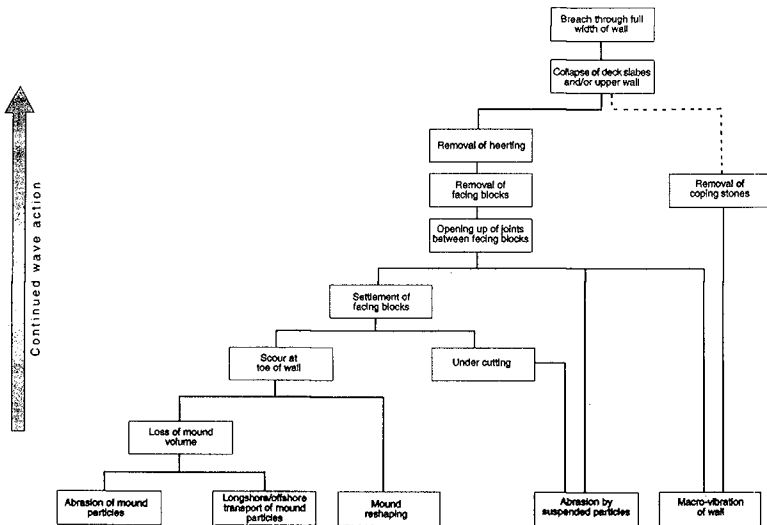 Breach through full
width of wall
Collapse of deck slabes
and/or upper wall
Removal of heerting
Removal of
facing blocks
Removal of
coping stones
Opening up of joints
between fecing blocks
Settlement of
facing blocks
Scour at
toe of wall
Under cutting
Loss of mound
volume
Abrasion of mound
particles
Longshore/offshore
transport of mound
particles
Mound
reshaping
Abrasion by
suspended particles
Macro-vibration
of wall
Continued wave action